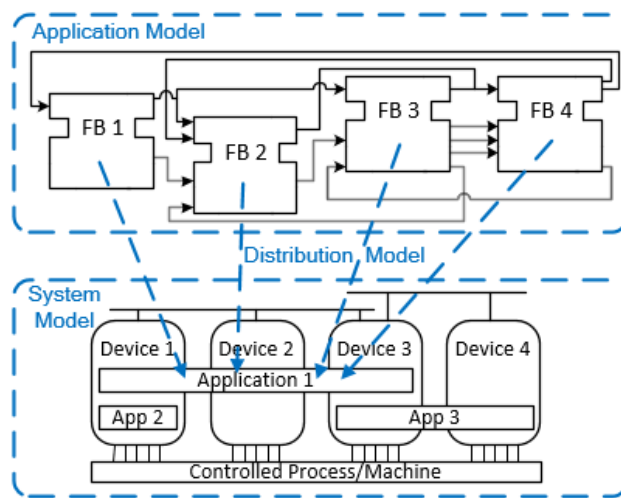 Application Model
FB 1
FB 2
FB 3
FB 4
Distribution Model
System
Model
Device 1
Device 2
Device 3
Device 4
Application 1
App 2
App 3
Controlled Process/Machine